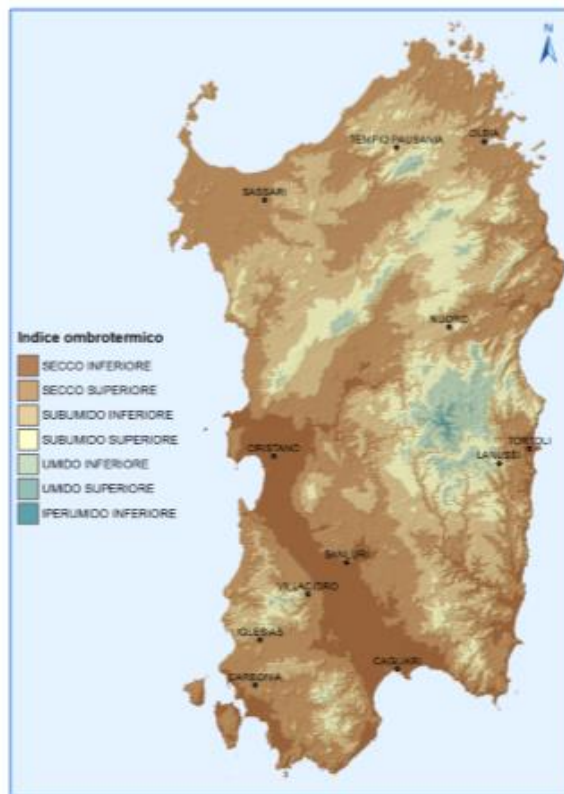 N
OLBIA
TEMPIO PAUSANIA
SASSARI
NUORO
Indice ombrotermico
SECCO INFERIORE
SECCO SUPERIORE
SUBUMIDO INFERIORE
SUBUMIDO SUPERIORE
UMIDO INFERIORE
UMIDO SUPERIORE
IPERUMIDO INFERIORE
ORISTANO
TORTOLI
LANUSEI
SANLURI
VILLACIDRO
IGLESIAS
CAGLIARI
CARBONIA